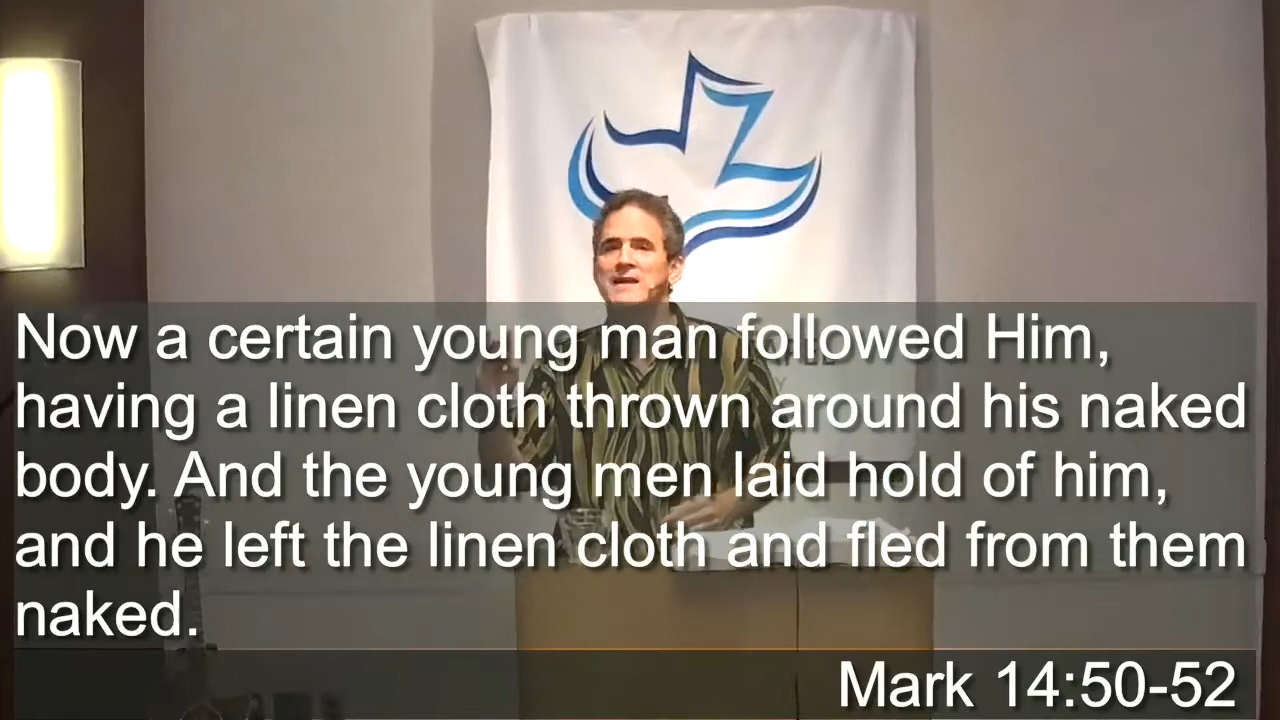 Now a certain young man followed Him,
having a linen cloth thrown around his naked
body. And the young men laid hold of him,
and he left the linen cloth and fled from them
naked.
Mark 14:50-52